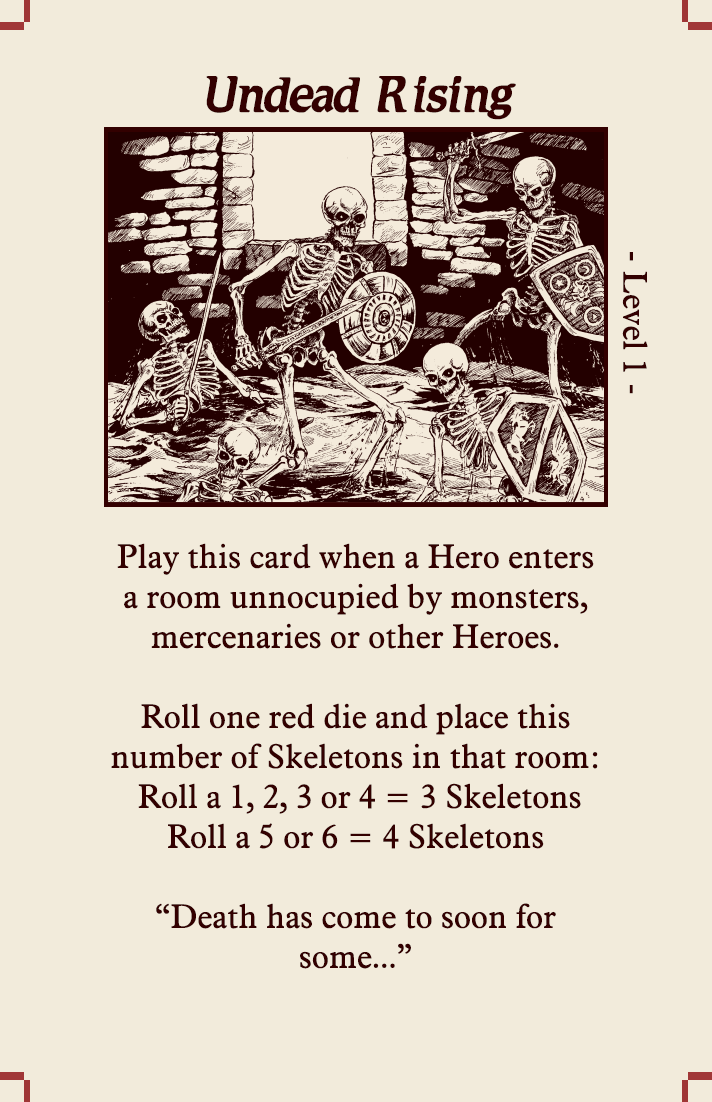 Undead Rising
- Level 1 -
Play this card when a Hero enters
a room unnocupied by monsters,
mercenaries or other Heroes.
Roll one red die and place this
number of Skeletons in that room:
Roll a 1, 2, 3 or 4 = 3 Skeletons
Roll a 5 or 6 = 4 Skeletons
“Death has come to soon for
some...”